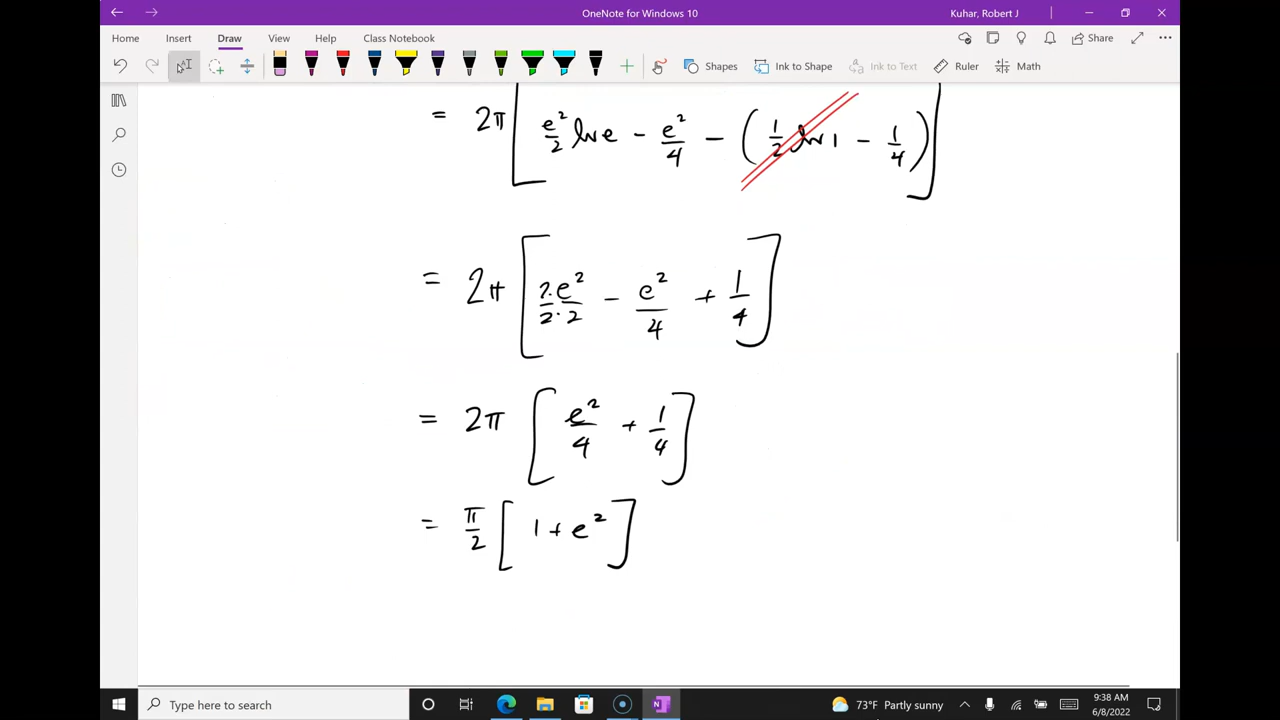 OneNote for Windows 10
Kuhar, Robert J
Home Insert Draw View Help Class Notebook
Share
Shapes Ink to Shape Ink to Text Ruler Math
= 2π [ e²/2 ln e - e²/4 - ( 1/2 ln 1 - 1/4 ) ]
= 2π [ 2·e²/2·2 - e²/4 + 1/4 ]
= 2π [ e²/4 + 1/4 ]
= π/2 [ 1 + e² ]
Type here to search
73°F Partly sunny
9:38 AM
6/8/2022